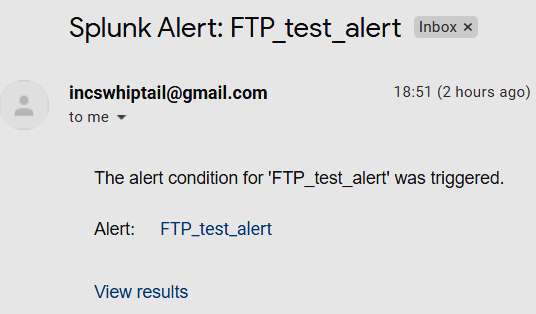 Splunk Alert: FTP_test_alert Inbox ×
incswhiptail@gmail.com 18:51 (2 hours ago)
to me
The alert condition for 'FTP_test_alert' was triggered.
Alert: FTP_test_alert
View results